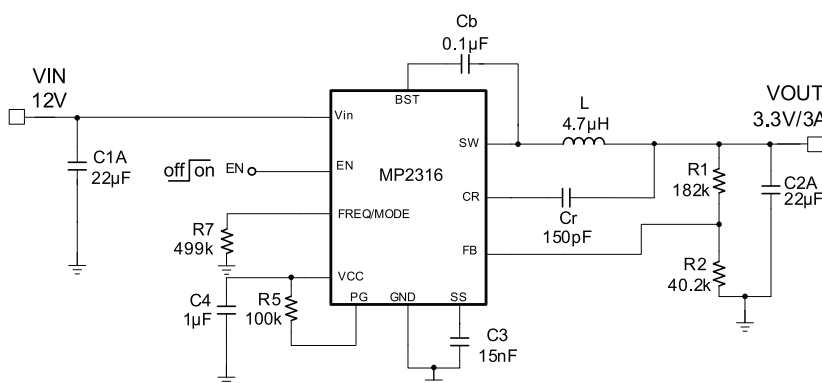 Cb
0.1µF
VIN
12V
BST
Vin
L
4.7µH
VOUT
3.3V/3A
SW
C1A
22µF
off on EN
EN
MP2316
R1
182k
C2A
22µF
CR
Cr
150pF
FREQ/MODE
R7
499k
FB
R2
40.2k
VCC
C4
1µF
R5
100k
PG
GND
SS
C3
15nF